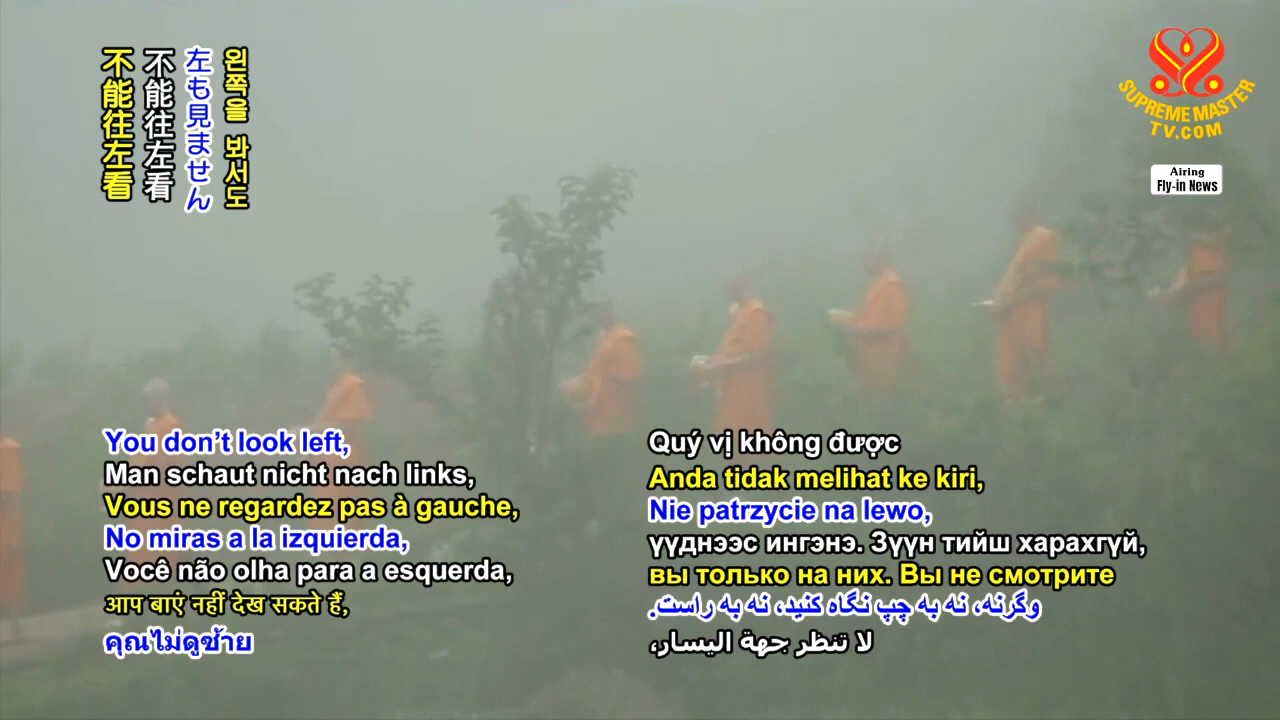 不能往左看
不能往左看
左も見ません
왼쪽을 봐서도
SUPREME MASTER
TV.COM
Airing
Fly-in News
You don't look left,
Man schaut nicht nach links,
Vous ne regardez pas à gauche,
No miras a la izquierda,
Você não olha para a esquerda,
आप बाएं नहीं देख सकते हैं,
คุณไม่ดูซ้าย
Quý vị không được
Anda tidak melihat ke kiri,
Nie patrzycie na lewo,
үүднээс ингэнэ. Зүүн тийш харахгүй,
вы только на них. Вы не смотрите
وگرنه، نه به چپ نگاه کنید، نه به راست.
لا تنظر جهة اليسار،